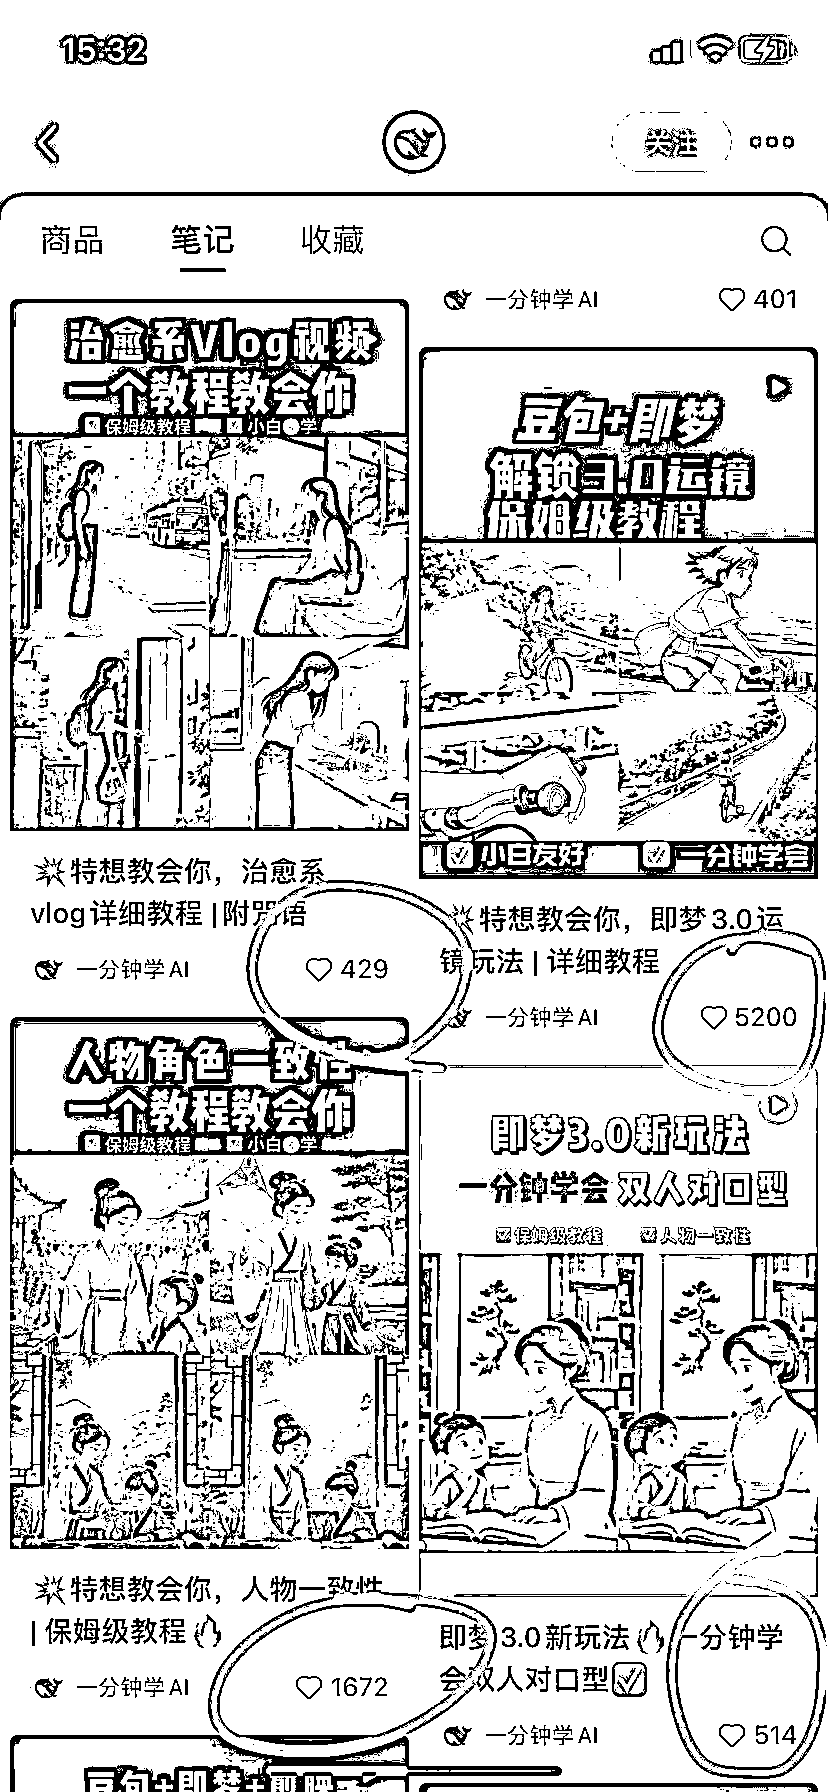 15:32
关注
商品 笔记 收藏
治愈系Vlog视频
一个教程教会你
保姆级教程 小白 学
特想教会你，治愈系
vlog详细教程 | 附咒语
一分钟学AI 429
人物角色一致性
一个教程教会你
保姆级教程 小白 学
特想教会你，人物一致性
| 保姆级教程
一分钟学AI 1672
豆包+即梦
一分钟学AI 401
豆包+即梦
解锁3.0运镜
保姆级教程
小白友好 一分钟学会
特想教会你，即梦3.0运
镜玩法 | 详细教程
一分钟学AI 5200
即梦3.0新玩法
一分钟学会 双人对口型
保姆级教程 人物一致性
即梦3.0新玩法 一分钟学
会双人对口型
一分钟学AI 514